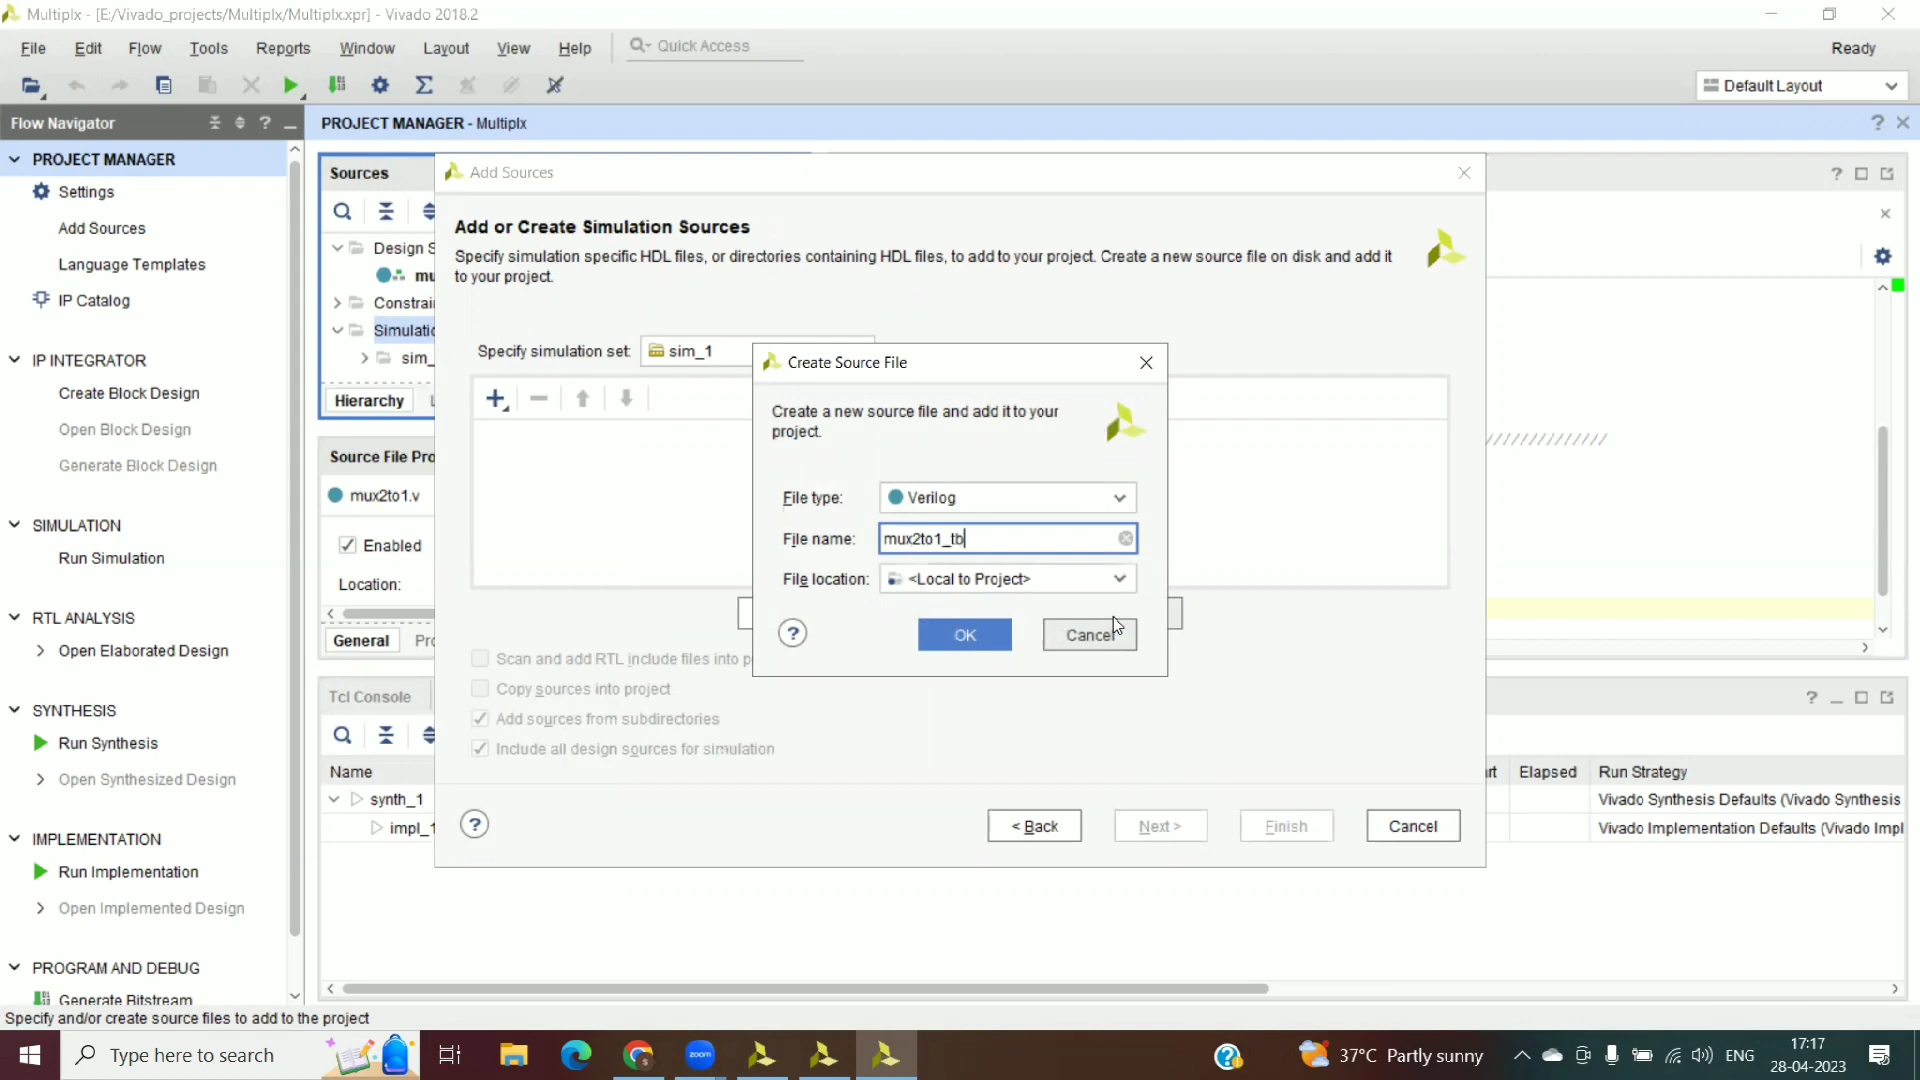 Multiplx - [E:/Vivado_projects/Multiplx/Multiplx.xpr] - Vivado 2018.2
File Edit Flow Tools Reports Window Layout View Help Quick Access Ready
Default Layout
Flow Navigator
PROJECT MANAGER - Multiplx
PROJECT MANAGER
Settings
Add Sources
Language Templates
IP Catalog
IP INTEGRATOR
Create Block Design
Open Block Design
Generate Block Design
SIMULATION
Run Simulation
RTL ANALYSIS
Open Elaborated Design
SYNTHESIS
Run Synthesis
Open Synthesized Design
IMPLEMENTATION
Run Implementation
Open Implemented Design
PROGRAM AND DEBUG
Generate Bitstream
Sources
Design S
mu
Constrai
Simulatio
sim_
Hierarchy
Source File Pro
mux2to1.v
Enabled
Location:
General Pro
Tcl Console
Name
synth_1
impl_1
Add Sources
Add or Create Simulation Sources
Specify simulation specific HDL files, or directories containing HDL files, to add to your project. Create a new source file on disk and add it
to your project.
Specify simulation set: sim_1
Create Source File
Create a new source file and add it to your
project.
File type: Verilog
File name: mux2to1_tb
File location: <Local to Project>
OK Cancel
Scan and add RTL include files into p
Copy sources into project
Add sources from subdirectories
Include all design sources for simulation
< Back Next > Finish Cancel
/////////////
rt Elapsed Run Strategy
Vivado Synthesis Defaults (Vivado Synthesis
Vivado Implementation Defaults (Vivado Impl
Specify and/or create source files to add to the project
Type here to search
zoom
37°C Partly sunny
ENG
17:17
28-04-2023